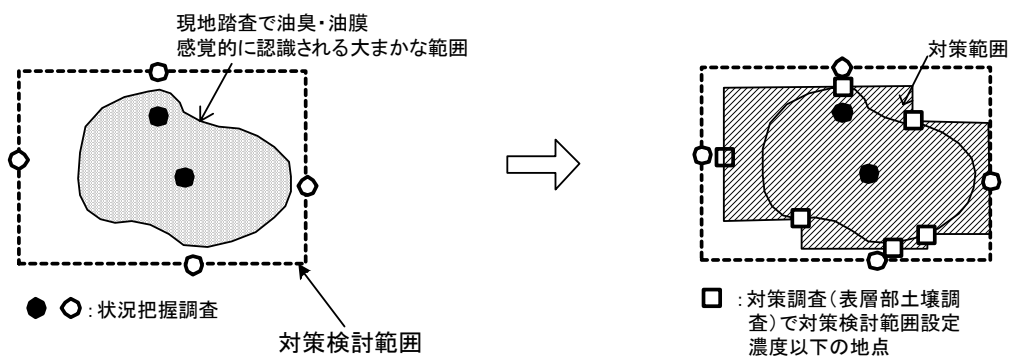 現地踏査で油臭・油膜
感覚的に認識される大まかな範囲
:状況把握調査
対策検討範囲
対策範囲
:対策調査(表層部土壌調
査)で対策検討範囲設定
濃度以下の地点